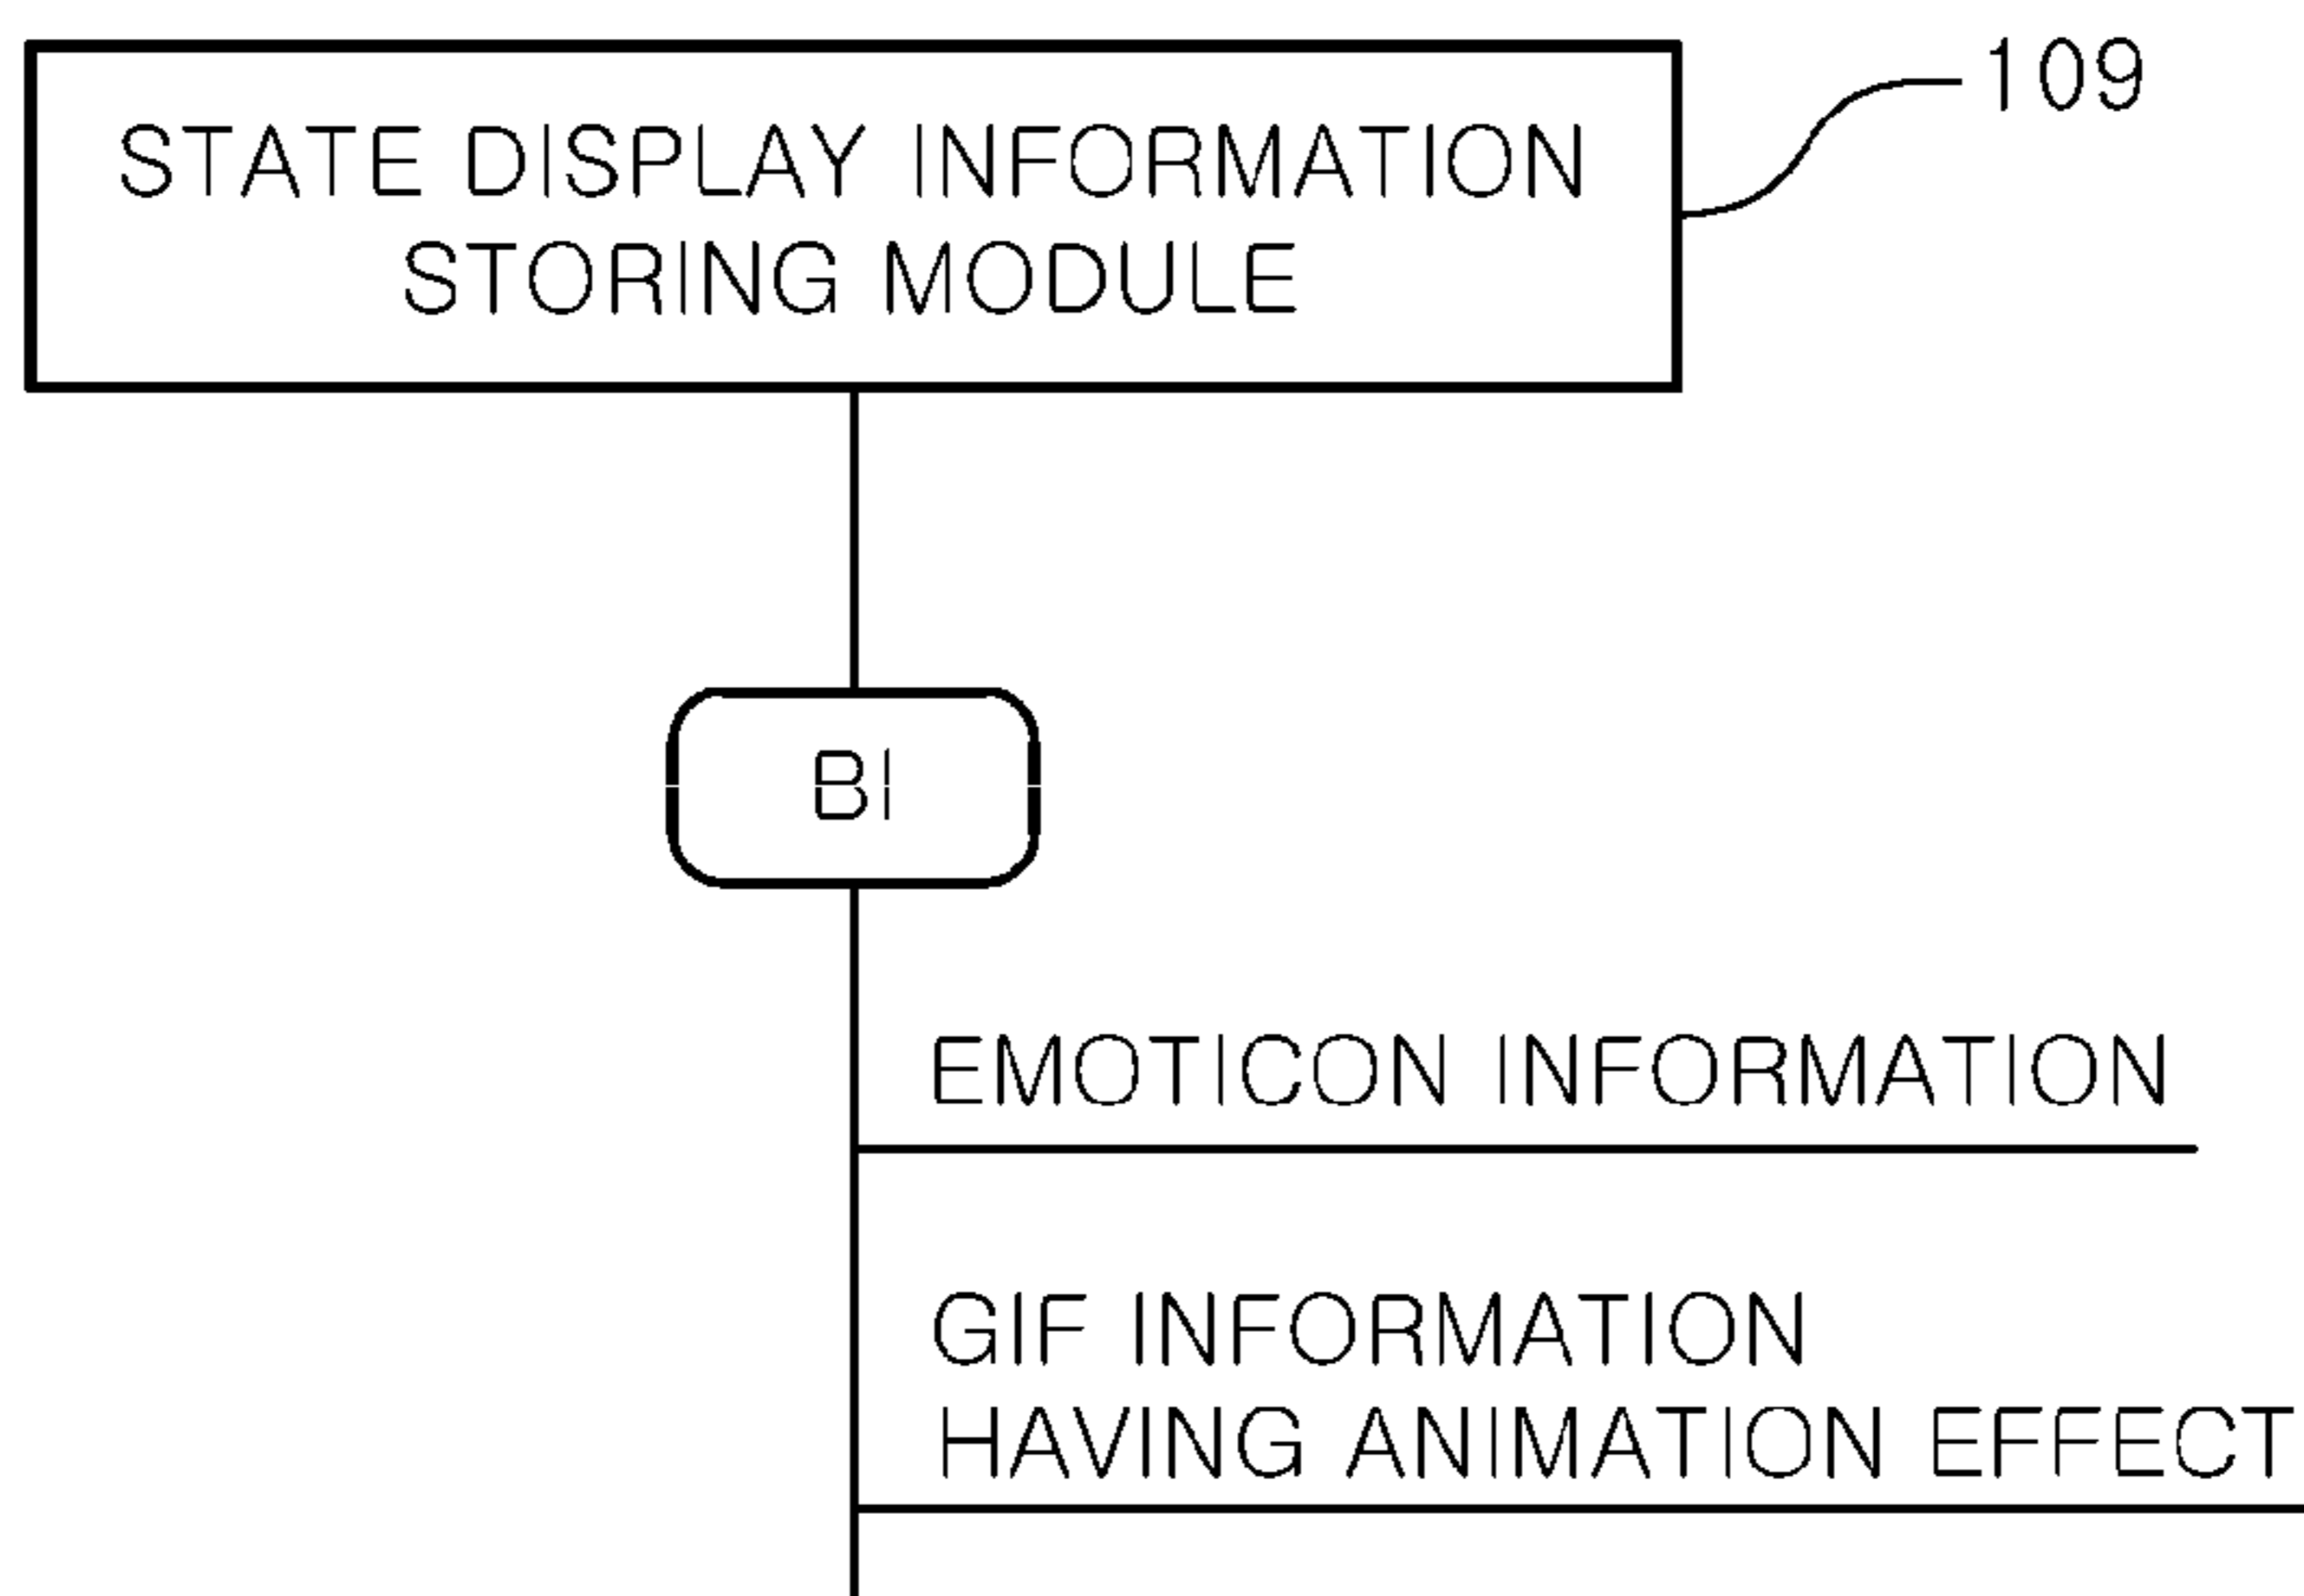 109
STATE DISPLAY INFORMATION
STORING MODULE
BI
EMOTICON INFORMATION
GIF INFORMATION
HAVING ANIMATION EFFECT